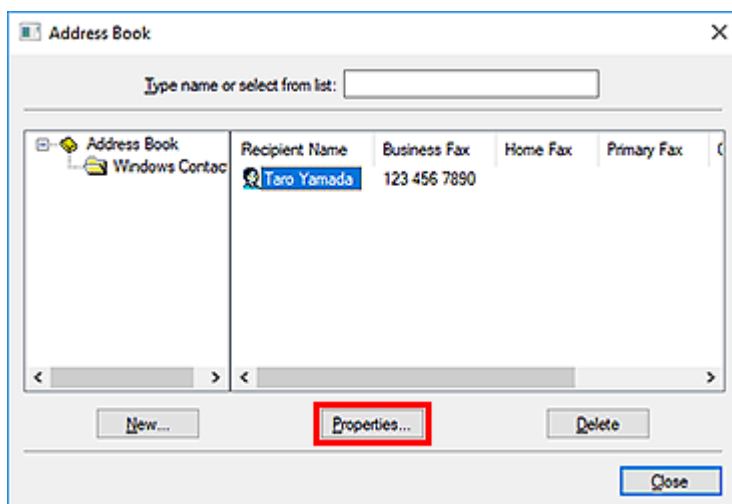 Address Book
Type name or select from list:
Address Book
Windows Contac
Recipient Name Business Fax Home Fax Primary Fax
Taro Yamada 123 456 7890
New... Properties... Delete
Close